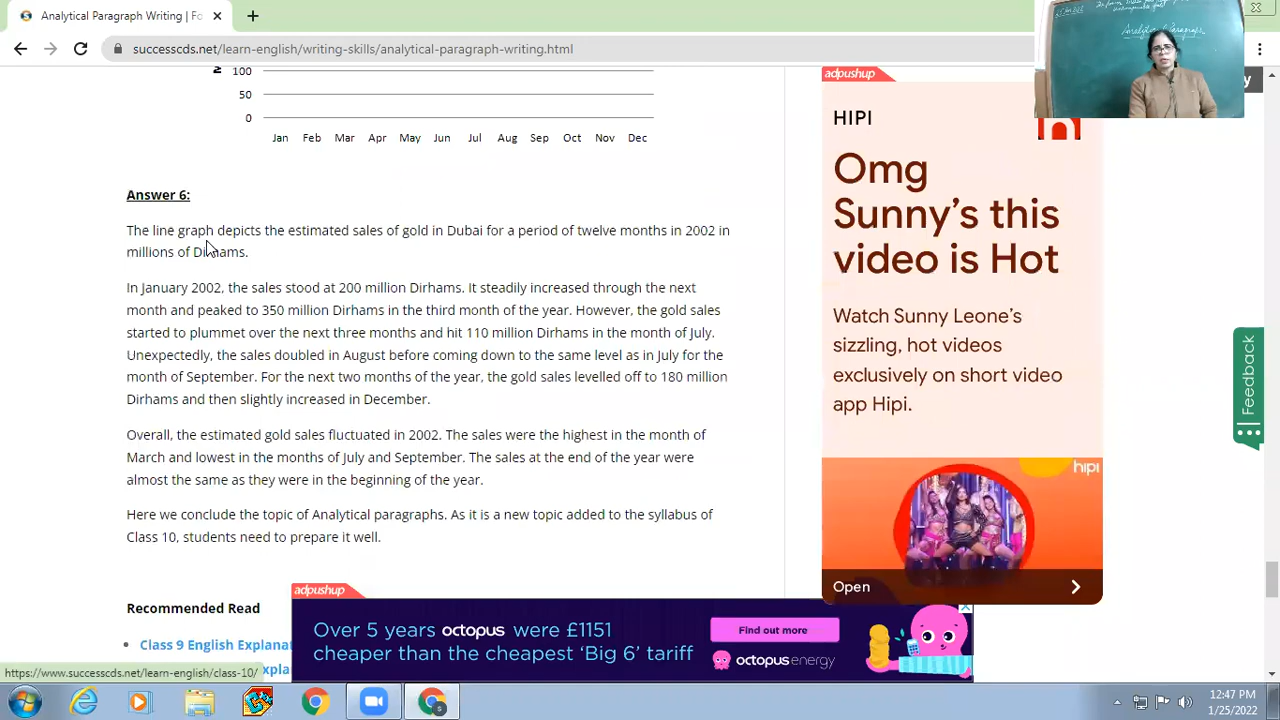 Analytical Paragraph Writing | Fo
successcds.net/learn-english/writing-skills/analytical-paragraph-writing.html
Analytical Paragraph
100
50
0
Jan Feb Mar May Jun Jul Aug Sep Oct Nov Dec
Answer 6:
The line graph depicts the estimated sales of gold in Dubai for a period of twelve months in 2002 in
millions of Dirhams.
In January 2002, the sales stood at 200 million Dirhams. It steadily increased through the next
month and peaked to 350 million Dirhams in the third month of the year. However, the gold sales
started to plummet over the next three months and hit 110 million Dirhams in the month of July.
Unexpectedly, the sales doubled in August before coming down to the same level as in July for the
month of September. For the next two months of the year, the gold sales levelled off to 180 million
Dirhams and then slightly increased in December.
Overall, the estimated gold sales fluctuated in 2002. The sales were the highest in the month of
March and lowest in the months of July and September. The sales at the end of the year were
almost the same as they were in the beginning of the year.
Here we conclude the topic of Analytical paragraphs. As it is a new topic added to the syllabus of
Class 10, students need to prepare it well.
Recommended Read
Class 9 English Explana
xpla
adpushup
HIPI
Omg
Sunny's this
video is Hot
Watch Sunny Leone's
sizzling, hot videos
exclusively on short video
app Hipi.
hipi
Open
Feedback
adpushup
Over 5 years octopus were £1151
cheaper than the cheapest 'Big 6' tariff
Find out more
octopus energy
https://www.successcds.net/learn-english/class-10/
12:47 PM
1/25/2022